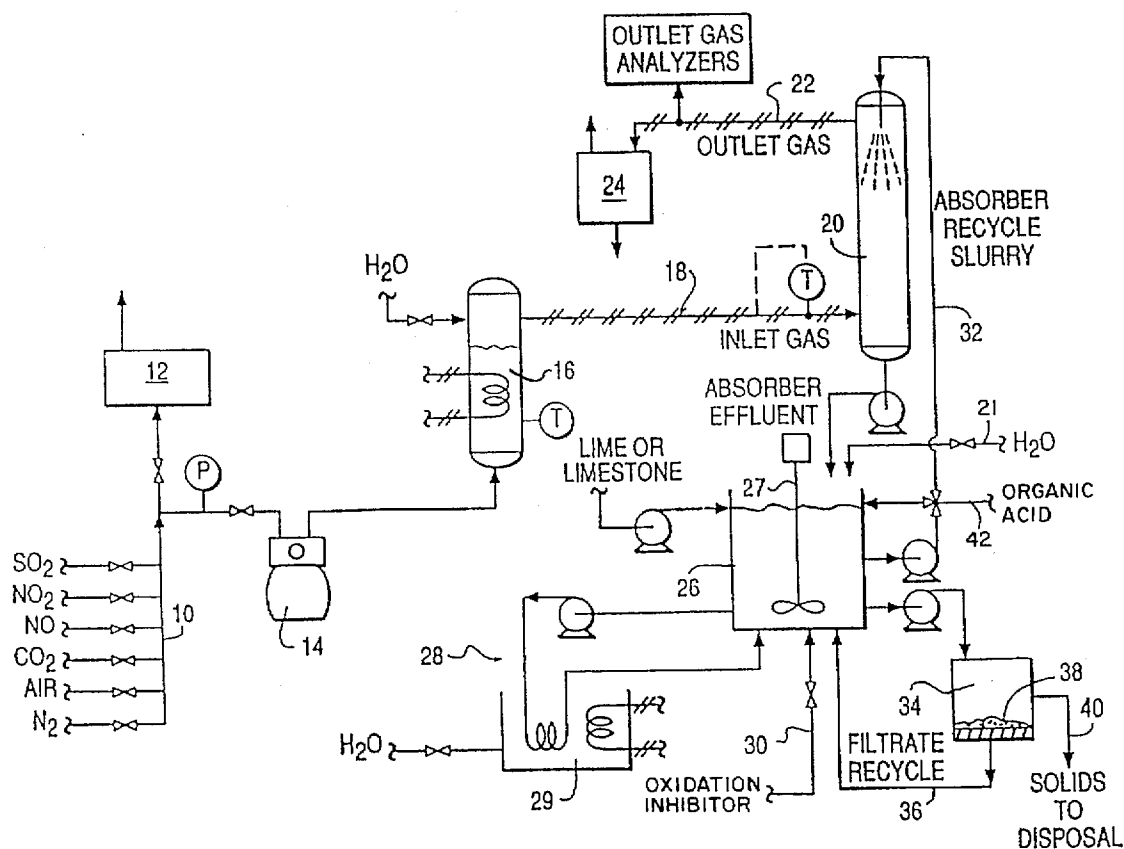 OUTLET GAS
ANALYZERS
22
OUTLET GAS
24
20
ABSORBER
RECYCLE
SLURRY
H2O
18
T
INLET GAS
32
12
16
T
ABSORBER
EFFLUENT
21
H2O
P
LIME OR
LIMESTONE
27
ORGANIC
ACID
42
SO2
NO2
NO
CO2
AIR
N2
10
14
26
28
34
38
40
H2O
29
30
FILTRATE
RECYCLE
36
OXIDATION
INHIBITOR
SOLIDS
TO
DISPOSAL